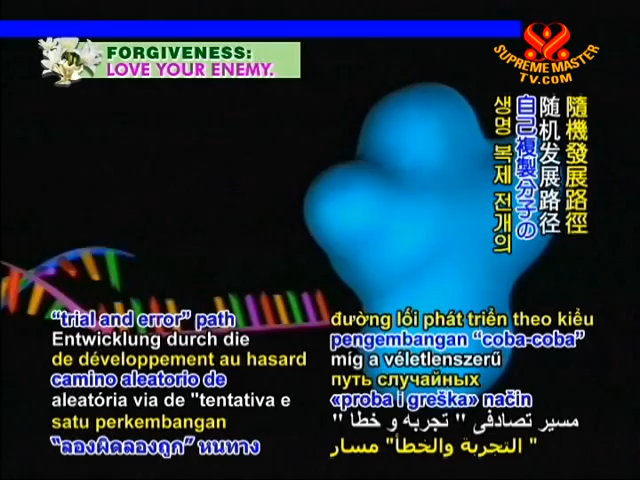 FORGIVENESS:
LOVE YOUR ENEMY.
SUPREME MASTER
TV.COM
隨機發展路徑
随机发展路径
自己複製分子の
생명 복제 전개의
“trial and error” path
Entwicklung durch die
de développement au hasard
camino aleatorio de
aleatória via de "tentativa e
satu perkembangan
“ลองผิดลองถูก” หนทาง
đường lối phát triển theo kiểu
pengembangan “coba-coba”
míg a véletlenszerű
путь случайных
«proba i greška» način
مسیر تصادفی " تجربه و خطا "
"التجربة والخطأ" مسار